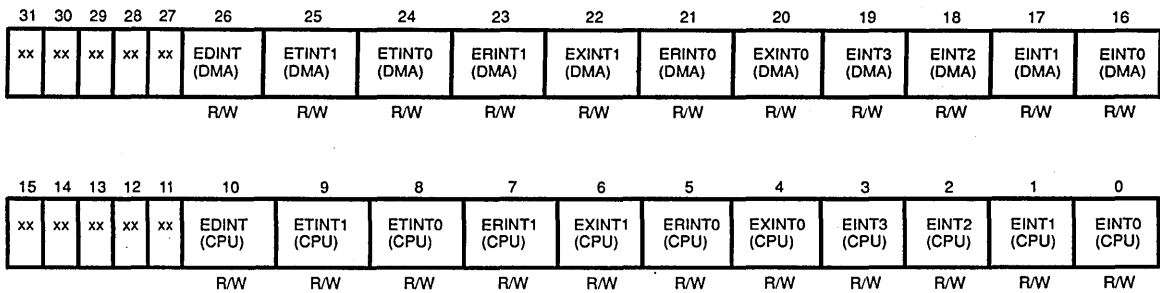 31 30 29 28 27 26 25 24 23 22 21 20 19 18 17 16
xx xx xx xx xx EDINT ETINT1 ETINT0 ERINT1 EXINT1 ERINT0 EXINT0 EINT3 EINT2 EINT1 EINT0
(DMA) (DMA) (DMA) (DMA) (DMA) (DMA) (DMA) (DMA) (DMA) (DMA) (DMA)
R/W R/W R/W R/W R/W R/W R/W R/W R/W R/W R/W
15 14 13 12 11 10 9 8 7 6 5 4 3 2 1 0
xx xx xx xx xx EDINT ETINT1 ETINT0 ERINT1 EXINT1 ERINT0 EXINT0 EINT3 EINT2 EINT1 EINT0
(CPU) (CPU) (CPU) (CPU) (CPU) (CPU) (CPU) (CPU) (CPU) (CPU) (CPU)
R/W R/W R/W R/W R/W R/W R/W R/W R/W R/W R/W